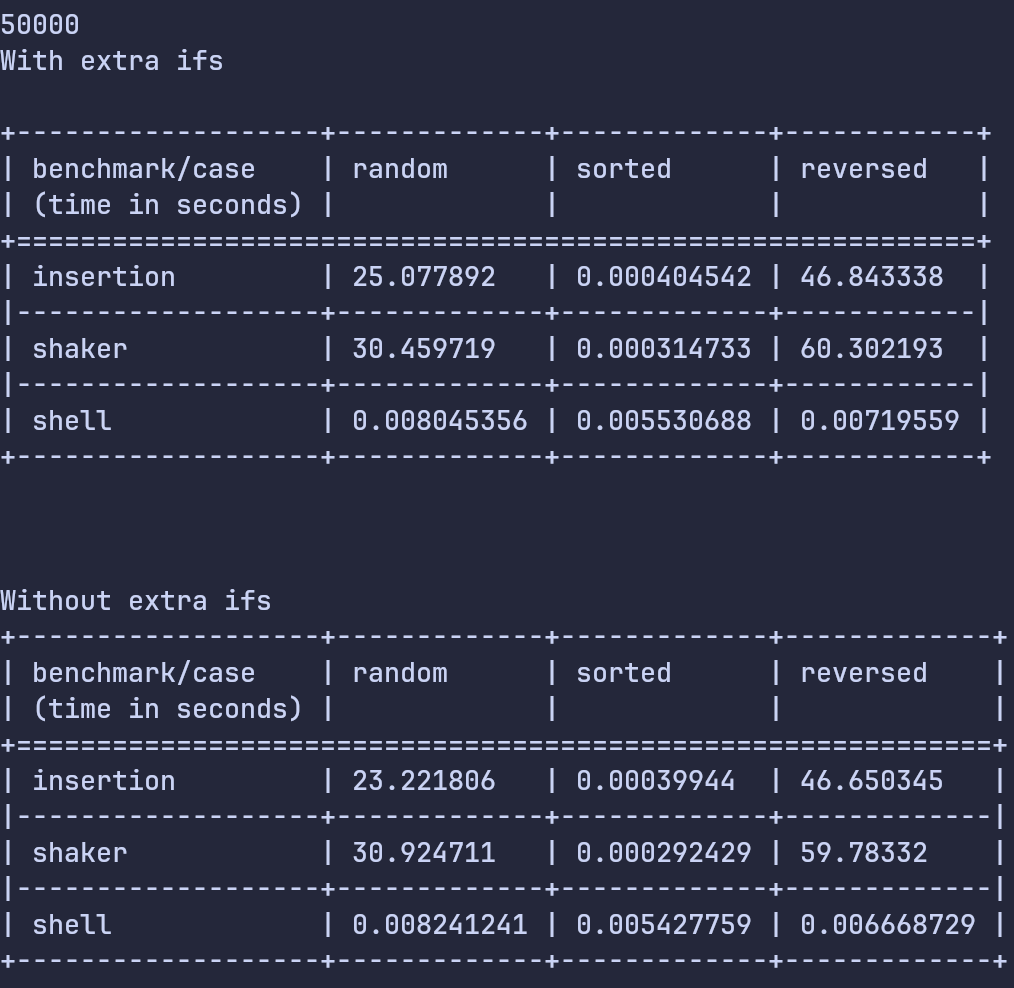 50000
With extra ifs

+-------------------+-------------+-------------+------------+
| benchmark/case    | random      | sorted      | reversed   |
| (time in seconds) |             |             |            |
+============================================================+
| insertion         | 25.077892   | 0.000404542 | 46.843338  |
|-------------------+-------------+-------------+------------|
| shaker            | 30.459719   | 0.000314733 | 60.302193  |
|-------------------+-------------+-------------+------------|
| shell             | 0.008045356 | 0.005530688 | 0.00719559 |
+-------------------+-------------+-------------+------------+

Without extra ifs
+-------------------+-------------+-------------+-------------+
| benchmark/case    | random      | sorted      | reversed    |
| (time in seconds) |             |             |             |
+=============================================================+
| insertion         | 23.221806   | 0.00039944  | 46.650345   |
|-------------------+-------------+-------------+-------------|
| shaker            | 30.924711   | 0.000292429 | 59.78332    |
|-------------------+-------------+-------------+-------------|
| shell             | 0.008241241 | 0.005427759 | 0.006668729 |
+-------------------+-------------+-------------+-------------+